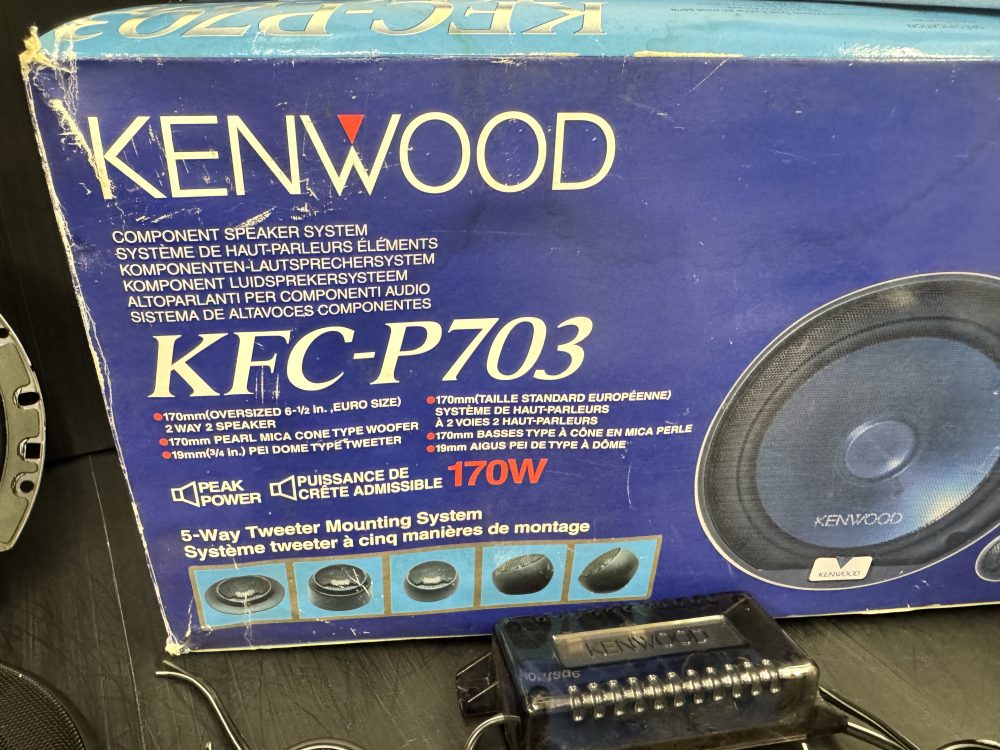 KFC-P703
KENWOOD
COMPONENT SPEAKER SYSTEM
SYSTÈME DE HAUT-PARLEURS ÉLÉMENTS
KOMPONENTEN-LAUTSPRECHERSYSTEM
KOMPONENT LUIDSPREKERSYSTEEM
ALTOPARLANTI PER COMPONENTI AUDIO
SISTEMA DE ALTAVOCES COMPONENTES
KFC-P703
170mm(OVERSIZED 6-1/2 in. ,EURO SIZE)
2 WAY 2 SPEAKER
170mm PEARL MICA CONE TYPE WOOFER
19mm(3/4 in.) PEI DOME TYPE TWEETER
170mm(TAILLE STANDARD EUROPÉENNE)
SYSTÈME DE HAUT-PARLEURS
À 2 VOIES 2 HAUT-PARLEURS
170mm BASSES TYPE À CÔNE EN MICA PERLE
19mm AIGUS PEI DE TYPE À DÔME
PEAK
POWER
PUISSANCE DE
CRÊTE ADMISSIBLE
170W
5-Way Tweeter Mounting System
Système tweeter à cinq manières de montage
KENWOOD
KENWOOD
KENWOOD